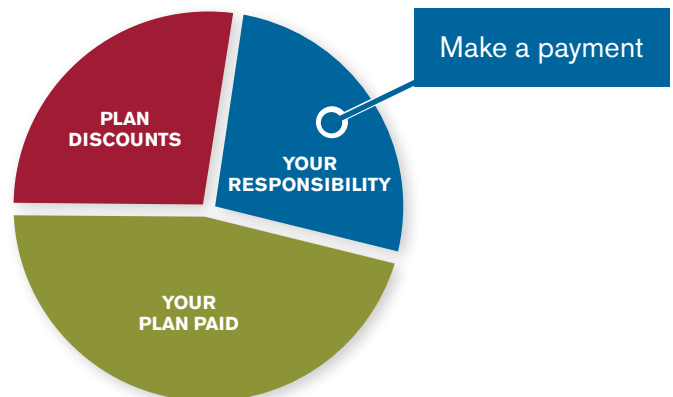 Make a payment
PLAN
DISCOUNTS
YOUR
RESPONSIBILITY
YOUR
PLAN PAID